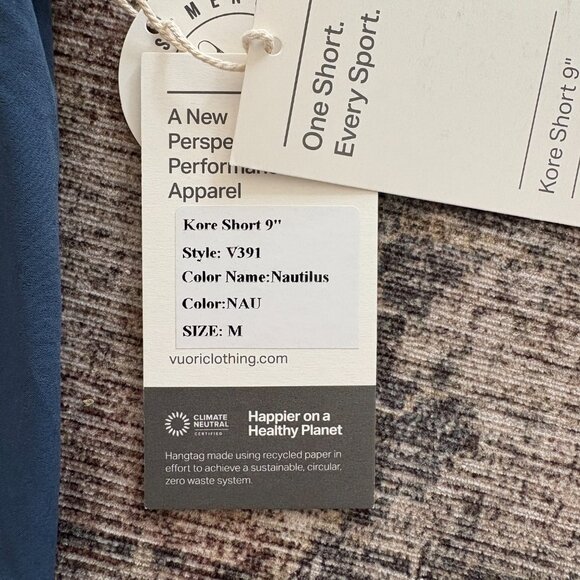 MEN
One Short.
Every Sport.
Kore Short 9"
A New
Perspe
Performan
Apparel
Kore Short 9"
Style: V391
Color Name:Nautilus
Color:NAU
SIZE: M
vuoriclothing.com
CLIMATE
NEUTRAL
CERTIFIED
Happier on a
Healthy Planet
Hangtag made using recycled paper in
effort to achieve a sustainable, circular,
zero waste system.